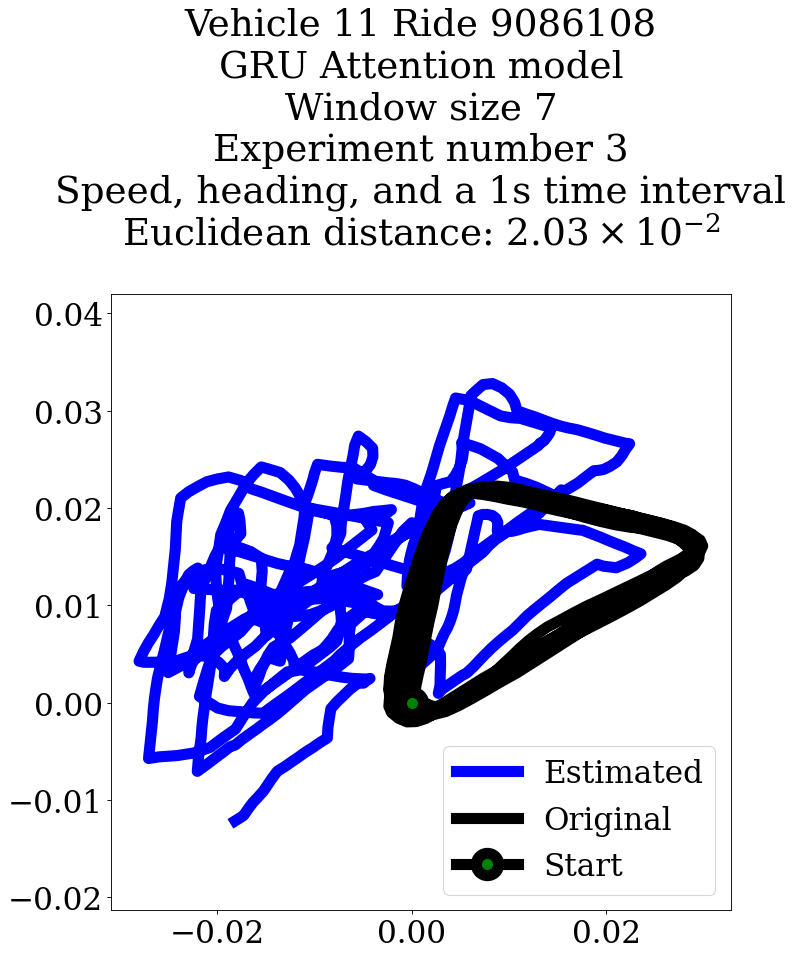 Vehicle 11 Ride 9086108
GRU Attention model
Window size 7
Experiment number 3
Speed, heading, and a 1s time interval
Euclidean distance: 2.03 × 10⁻²
0.04
0.03
0.02
0.01
0.00
−0.01
−0.02
Estimated
Original
Start
−0.02 0.00 0.02